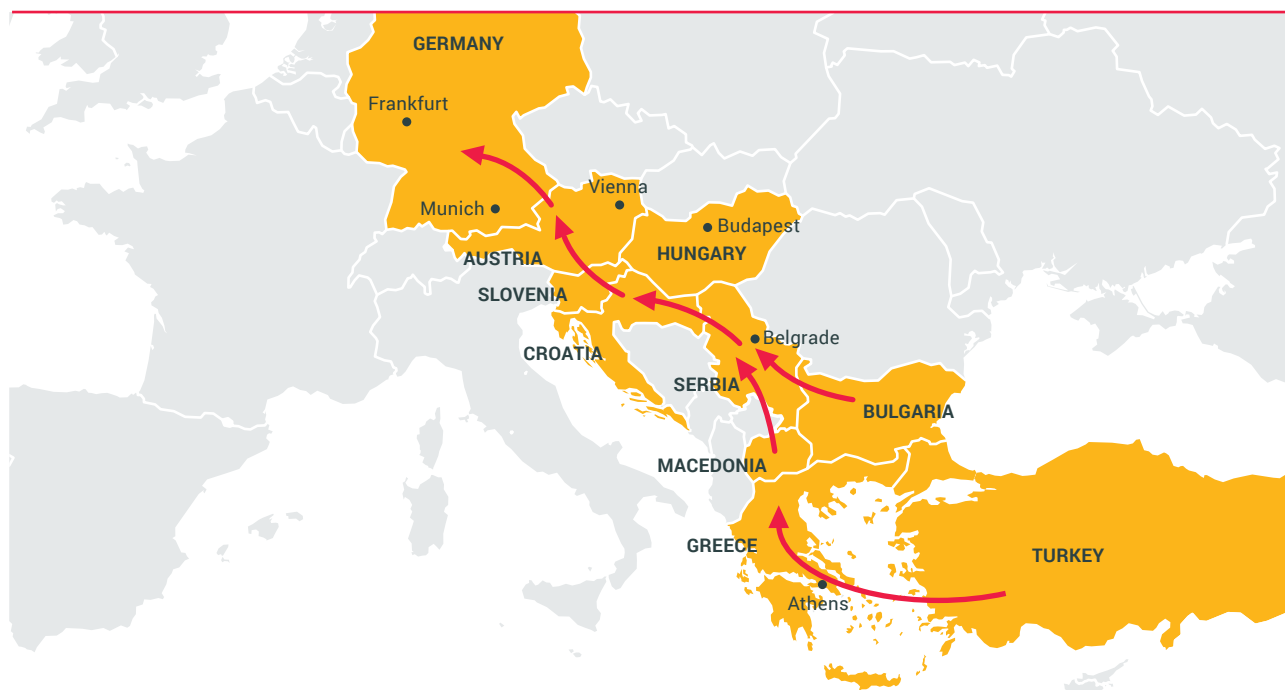 GERMANY
Frankfurt
Vienna
Munich
Budapest
HUNGARY
AUSTRIA
SLOVENIA
Belgrade
CROATIA
SERBIA
BULGARIA
MACEDONIA
GREECE
TURKEY
Athens